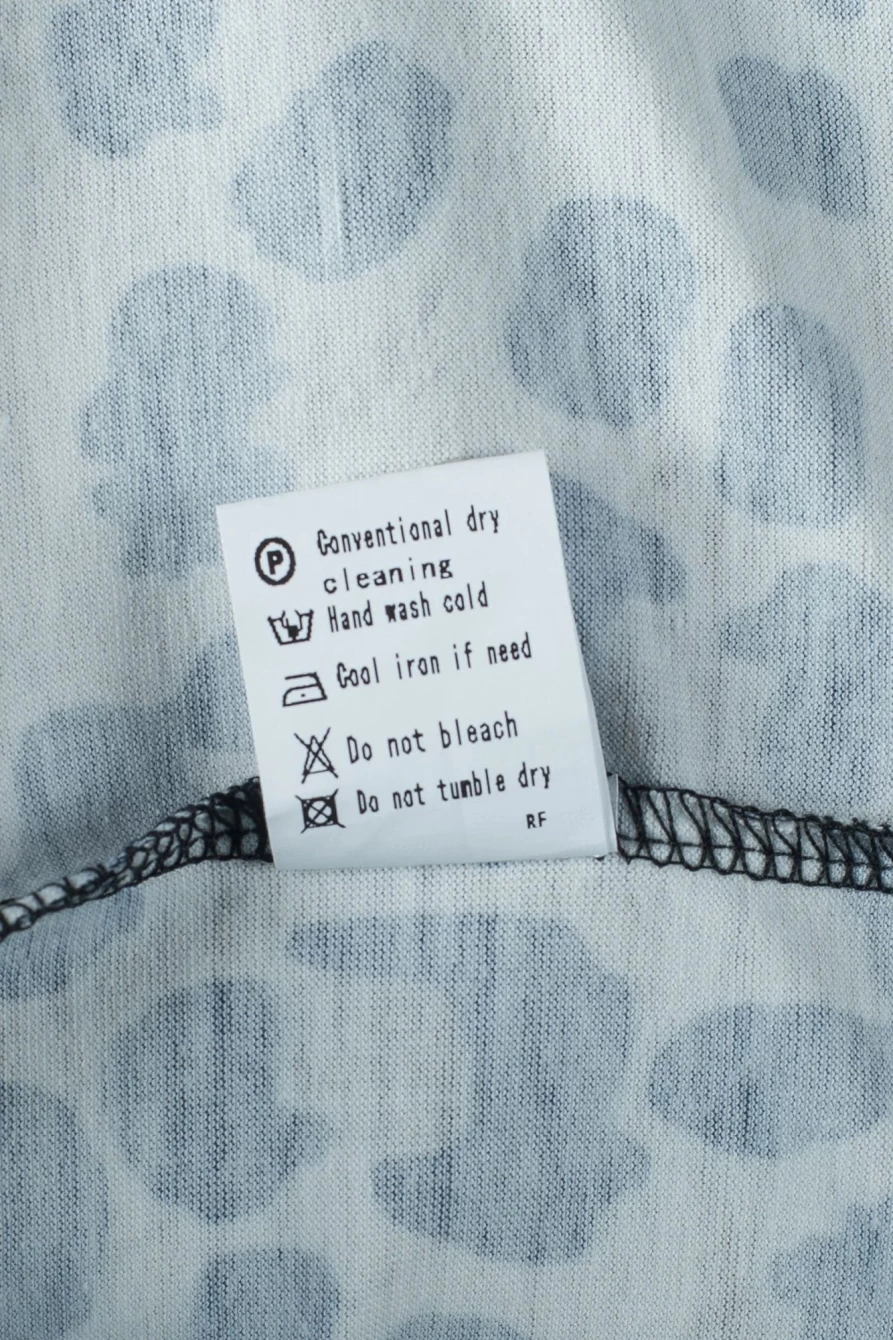 P Conventional dry
cleaning
Hand wash cold
Cool iron if need
Do not bleach
Do not tumble dry
RF